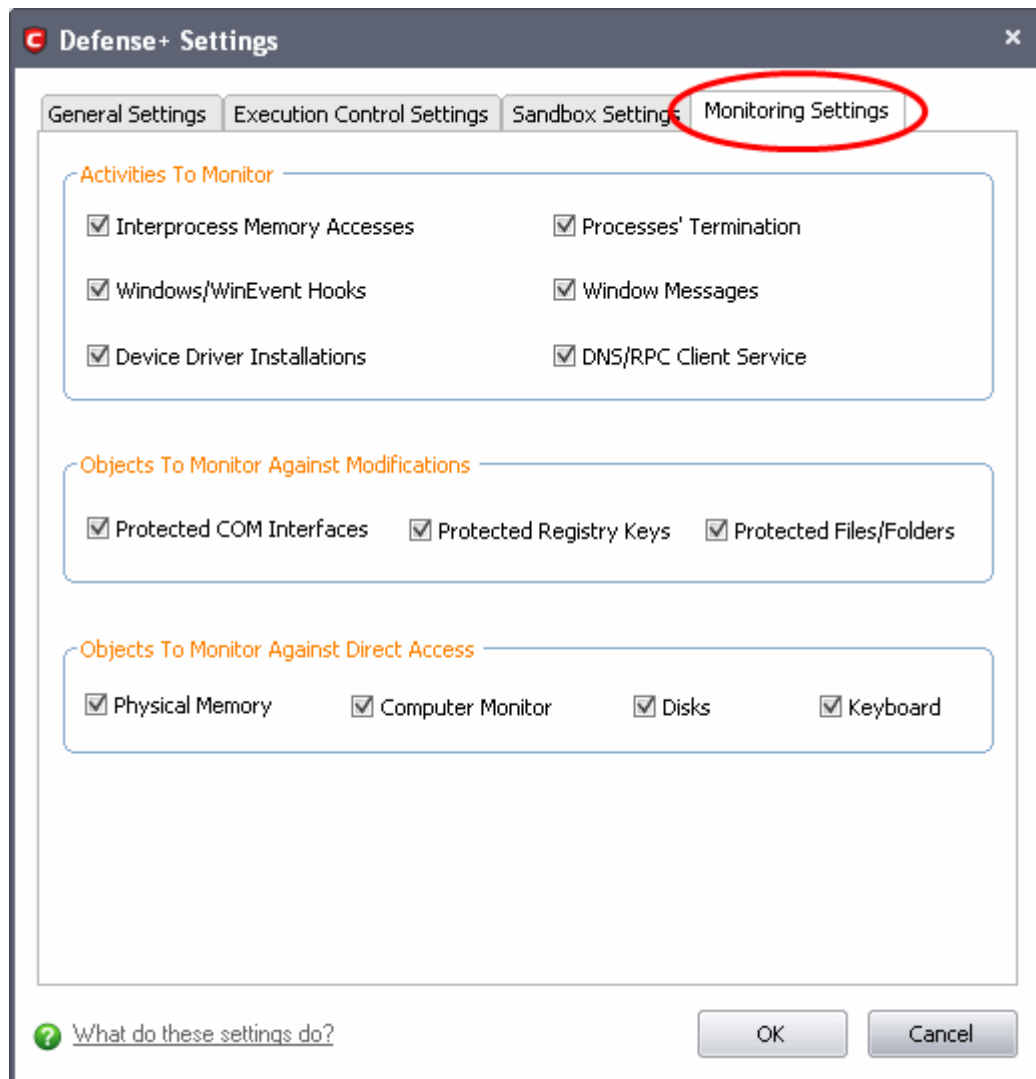 Defense+ Settings
General Settings
Execution Control Settings
Sandbox Settings
Monitoring Settings
Activities To Monitor
Interprocess Memory Accesses
Processes' Termination
Windows/WinEvent Hooks
Window Messages
Device Driver Installations
DNS/RPC Client Service
Objects To Monitor Against Modifications
Protected COM Interfaces
Protected Registry Keys
Protected Files/Folders
Objects To Monitor Against Direct Access
Physical Memory
Computer Monitor
Disks
Keyboard
What do these settings do?
OK
Cancel